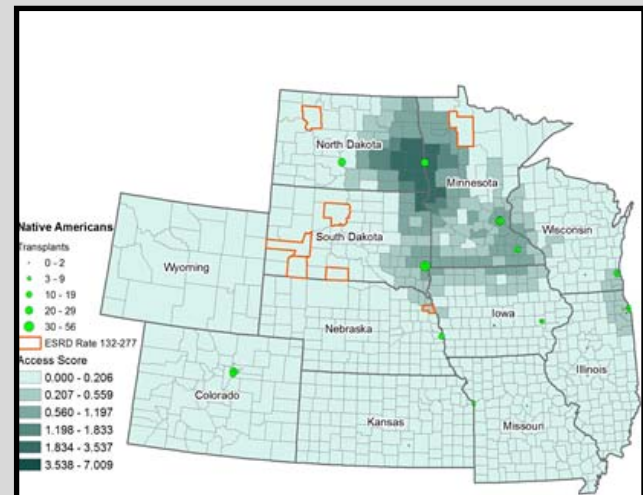 North Dakota
Minnesota
Wisconsin
South Dakota
Wyoming
Iowa
Nebraska
Illinois
Colorado
Kansas
Missouri
Native Americans
Transplants
0 - 2
3 - 9
10 - 19
20 - 29
30 - 56
ESRD Rate 132-277
Access Score
0.000 - 0.206
0.207 - 0.559
0.560 - 1.197
1.198 - 1.833
1.834 - 3.537
3.538 - 7.009